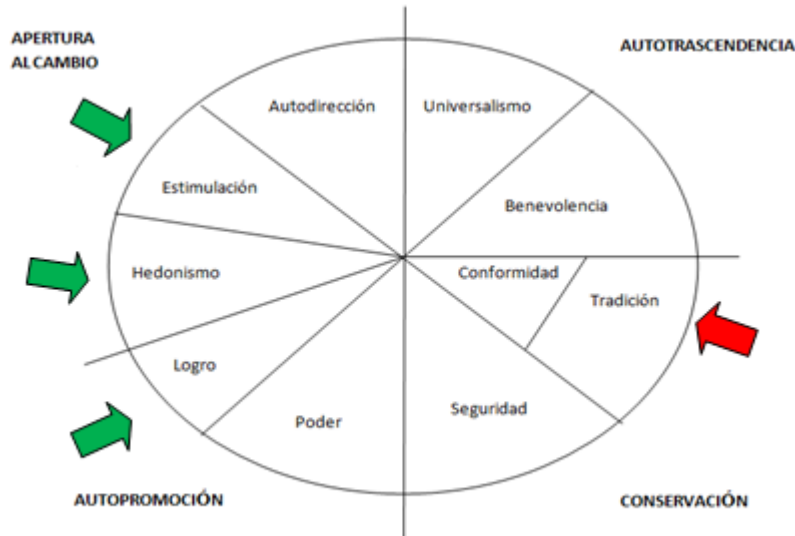 APERTURA
AL CAMBIO
AUTOTRASCENDENCIA
Autodirección
Universalismo
Estimulación
Benevolencia
Hedonismo
Conformidad
Tradición
Logro
Poder
Seguridad
AUTOPROMOCIÓN
CONSERVACIÓN